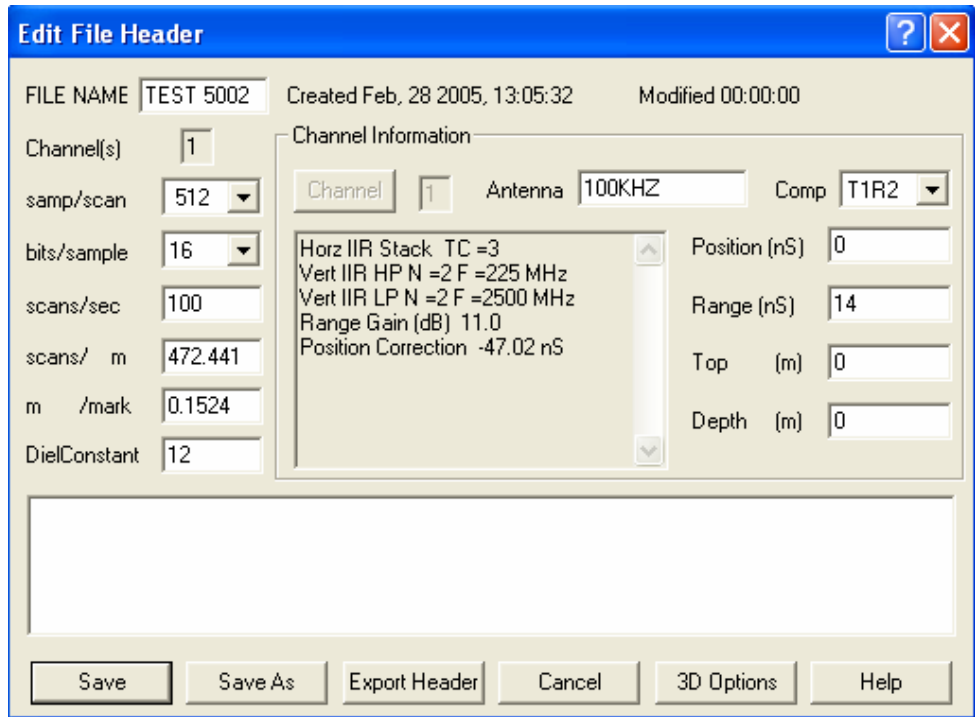 Edit File Header
FILE NAME TEST 5002 Created Feb, 28 2005, 13:05:32 Modified 00:00:00
Channel(s) 1
samp/scan 512
bits/sample 16
scans/sec 100
scans/ m 472.441
m /mark 0.1524
DielConstant 12
Channel Information
Channel 1 Antenna 100KHZ Comp T1R2
Horz IIR Stack TC =3
Vert IIR HP N =2 F =225 MHz
Vert IIR LP N =2 F =2500 MHz
Range Gain (dB) 11.0
Position Correction -47.02 nS
Position (nS) 0
Range (nS) 14
Top (m) 0
Depth (m) 0
Save Save As Export Header Cancel 3D Options Help